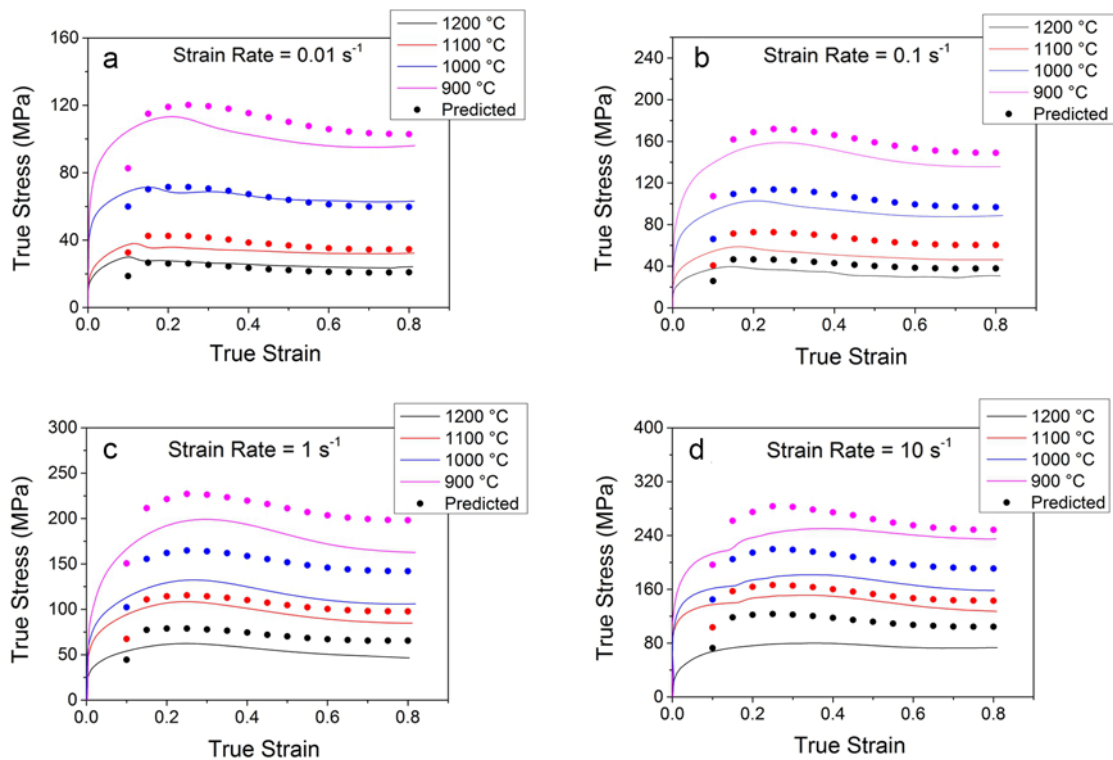 a
Strain Rate = 0.01 s⁻¹
1200 °C
1100 °C
1000 °C
900 °C
Predicted
True Stress (MPa)
160
120
80
40
0
0.0 0.2 0.4 0.6 0.8
True Strain
b
Strain Rate = 0.1 s⁻¹
1200 °C
1100 °C
1000 °C
900 °C
Predicted
True Stress (MPa)
240
200
160
120
80
40
0
0.0 0.2 0.4 0.6 0.8
True Strain
c
Strain Rate = 1 s⁻¹
1200 °C
1100 °C
1000 °C
900 °C
Predicted
True Stress (MPa)
300
250
200
150
100
50
0
0.0 0.2 0.4 0.6 0.8
True Strain
d
Strain Rate = 10 s⁻¹
1200 °C
1100 °C
1000 °C
900 °C
Predicted
True Stress (MPa)
400
320
240
160
80
0
0.0 0.2 0.4 0.6 0.8
True Strain